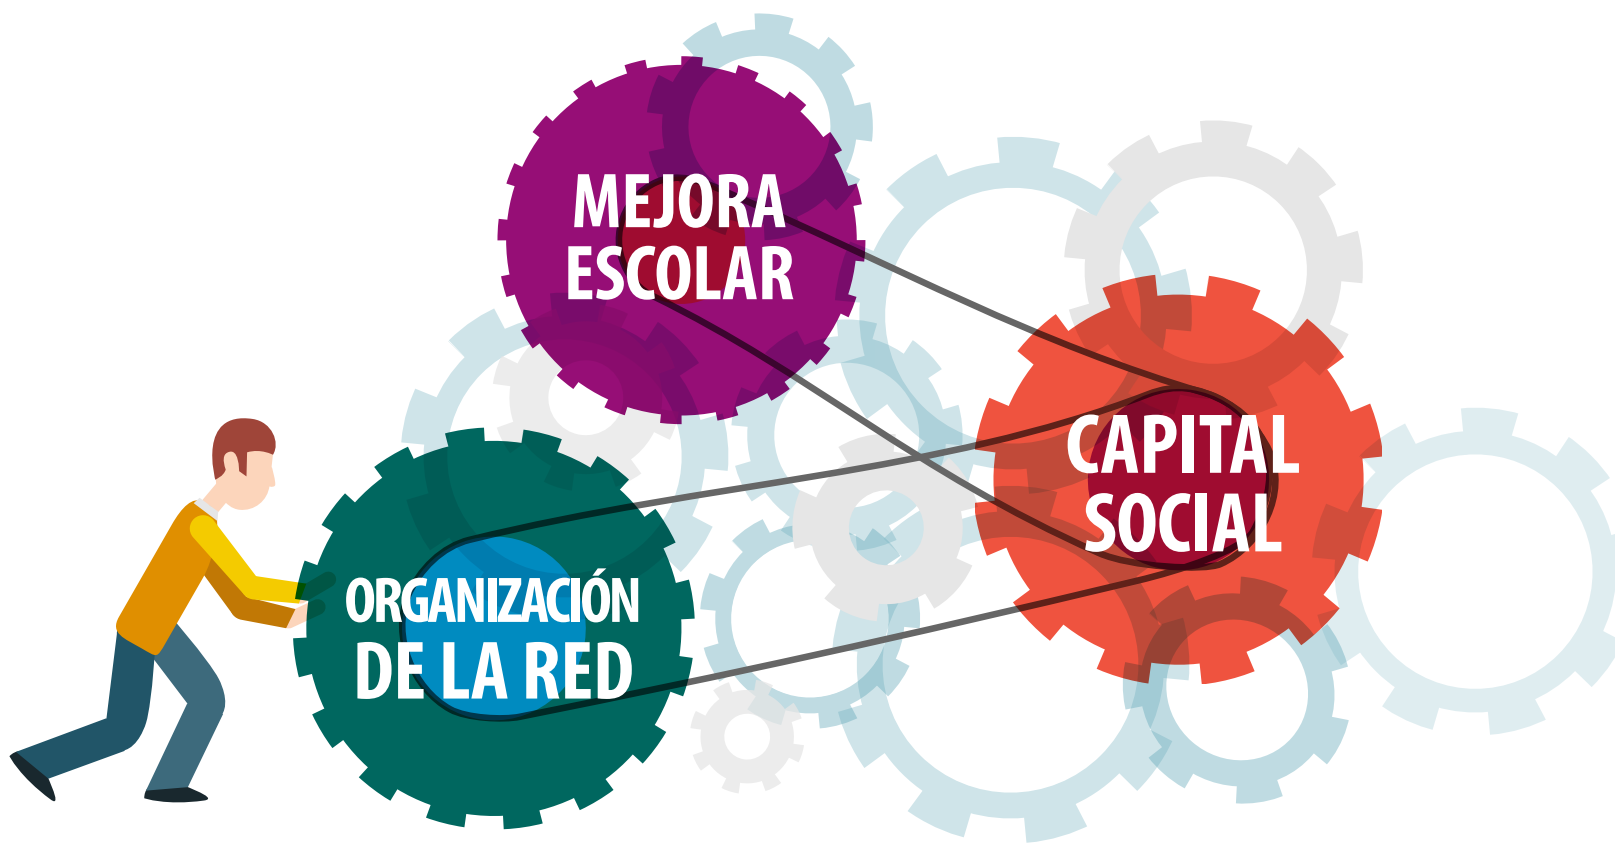 MEJORA
ESCOLAR
CAPITAL
SOCIAL
ORGANIZACIÓN
DE LA RED